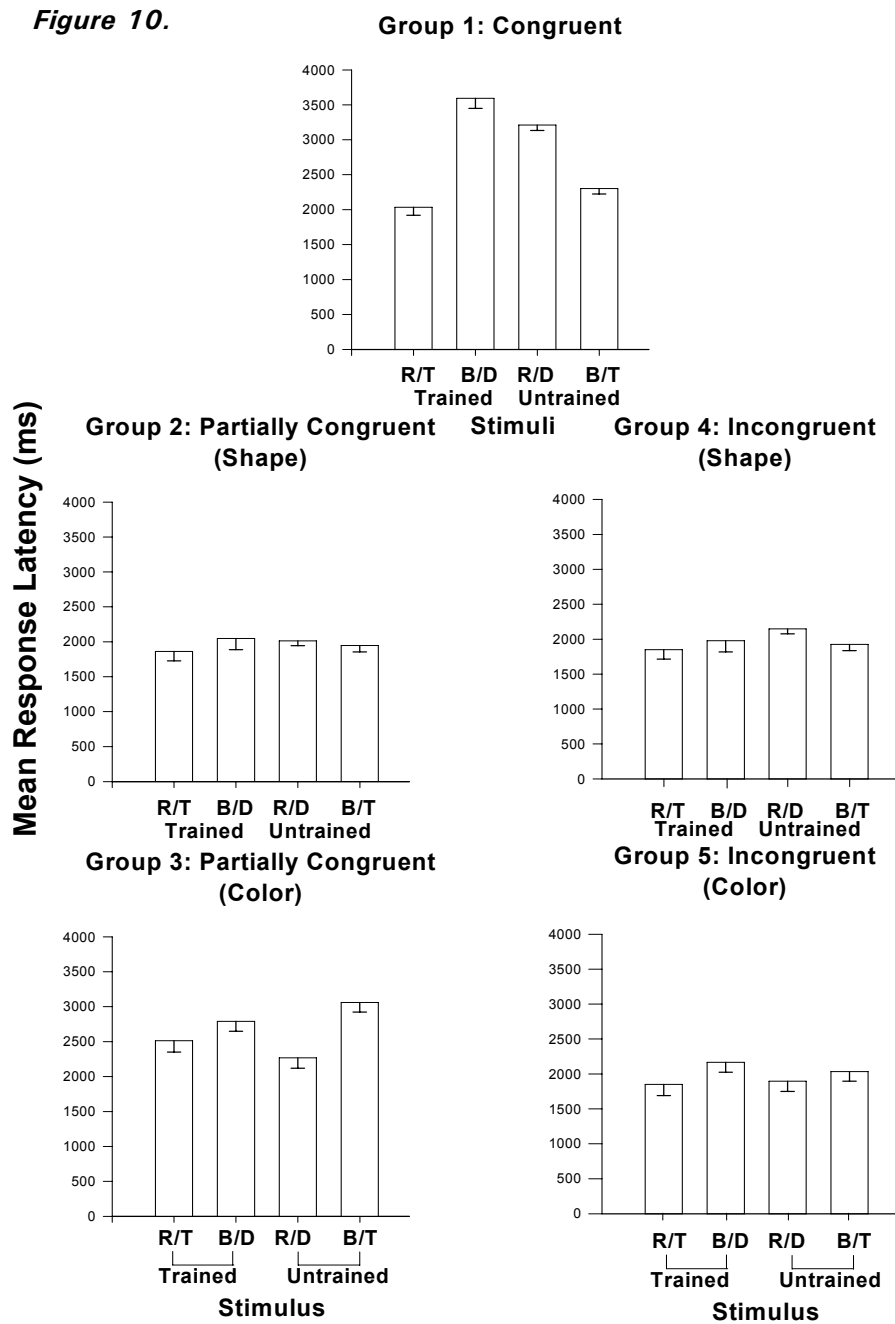 Figure 10.
Group 1: Congruent
4000
3500
3000
2500
2000
1500
1000
500
0
R/T B/D R/D B/T
Trained Untrained
Stimuli
Mean Response Latency (ms)
Group 2: Partially Congruent
(Shape)
4000
3500
3000
2500
2000
1500
1000
500
0
R/T B/D R/D B/T
Trained Untrained
Group 4: Incongruent
(Shape)
4000
3500
3000
2500
2000
1500
1000
500
0
R/T B/D R/D B/T
Trained Untrained
Group 3: Partially Congruent
(Color)
4000
3500
3000
2500
2000
1500
1000
500
0
R/T B/D R/D B/T
Trained Untrained
Stimulus
Group 5: Incongruent
(Color)
4000
3500
3000
2500
2000
1500
1000
500
0
R/T B/D R/D B/T
Trained Untrained
Stimulus